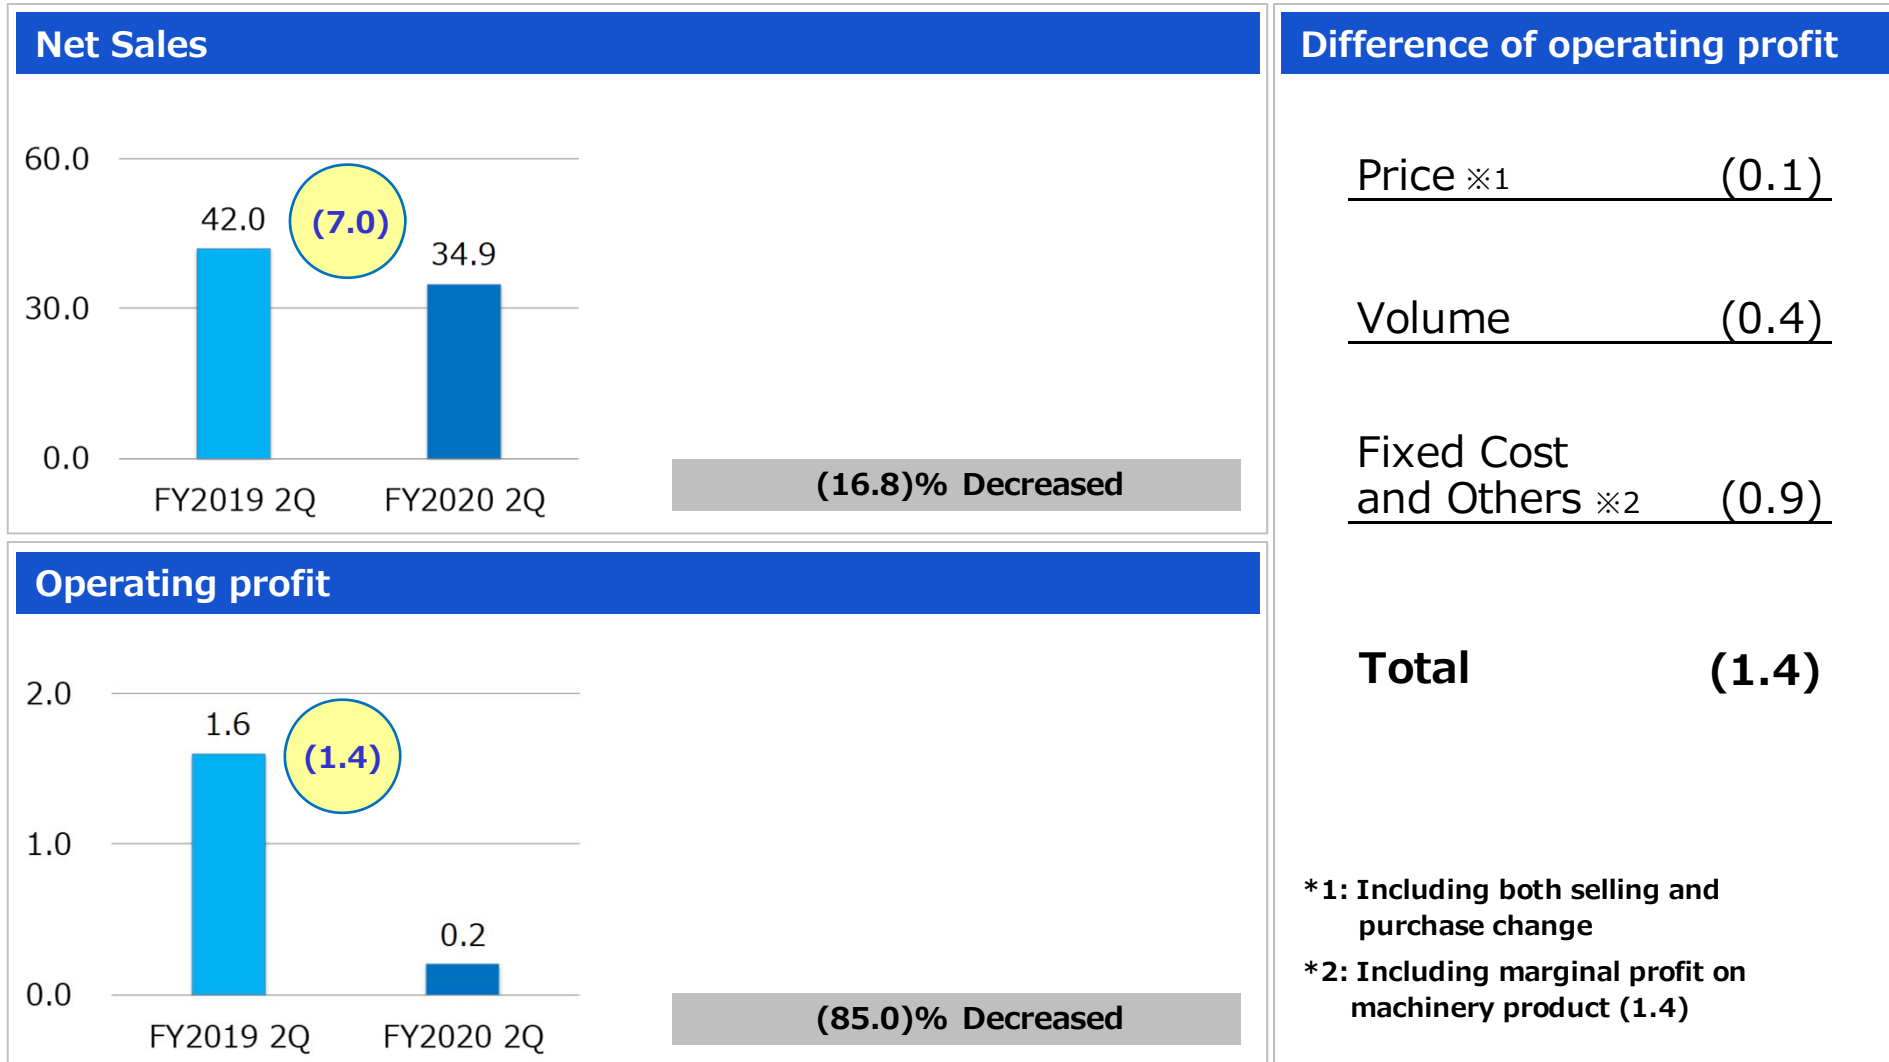 Net Sales
60.0
42.0
(7.0)
34.9
30.0
0.0
FY2019 2Q
FY2020 2Q
(16.8)% Decreased
Operating profit
2.0
1.6
(1.4)
1.0
0.2
0.0
FY2019 2Q
FY2020 2Q
(85.0)% Decreased
Difference of operating profit
Price ※1 (0.1)
Volume (0.4)
Fixed Cost
and Others ※2 (0.9)
Total (1.4)
*1: Including both selling and
purchase change
*2: Including marginal profit on
machinery product (1.4)